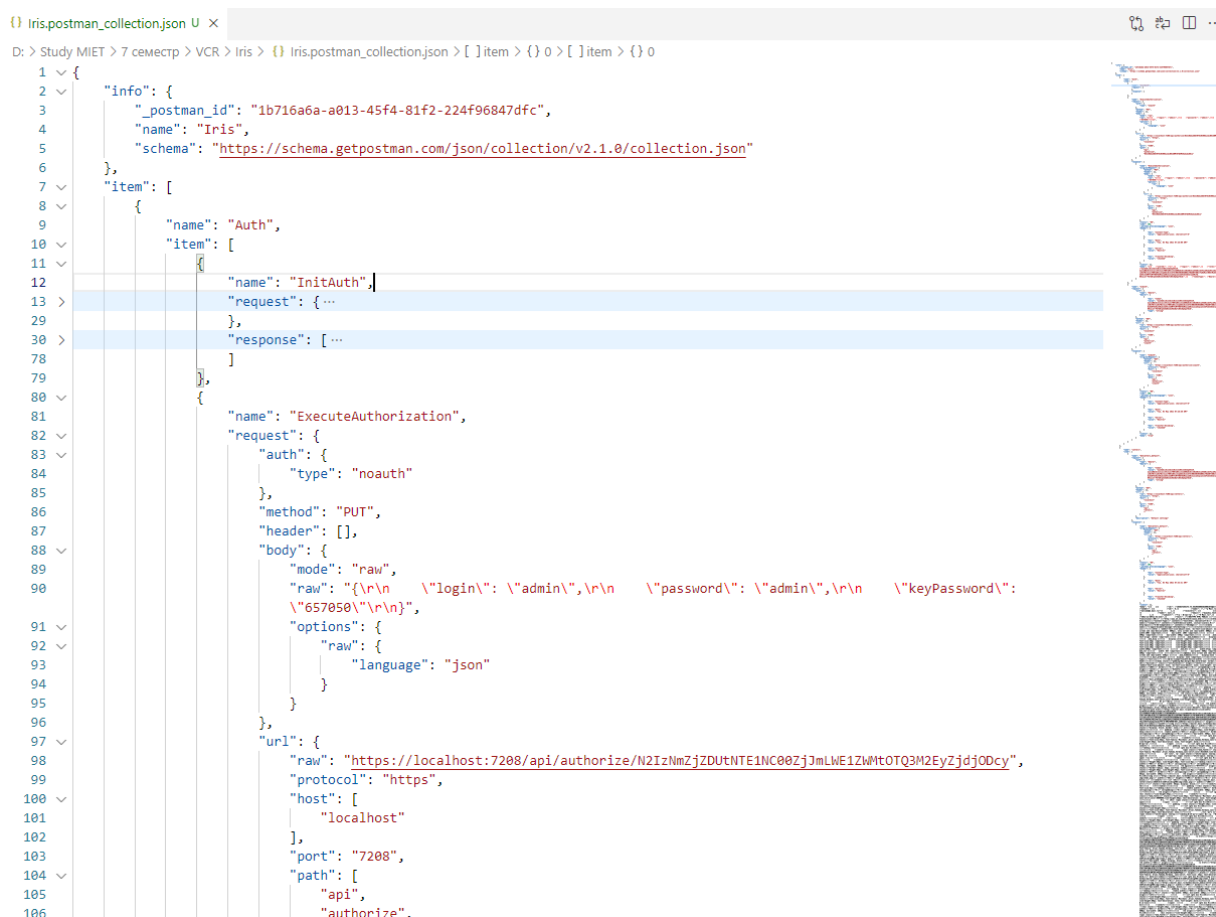 Iris.postman_collection.json U
D: > Study MIET > 7 семестр > VCR > Iris > {} Iris.postman_collection.json > [ ] item > {} 0 > [ ] item > {} 0
1 {
2 "info": {
3 "_postman_id": "1b716a6a-a013-45f4-81f2-224f96847dfc",
4 "name": "Iris",
5 "schema": "https://schema.getpostman.com/json/collection/v2.1.0/collection.json"
6 },
7 "item": [
8 {
9 "name": "Auth",
10 "item": [
11 {
12 "name": "InitAuth",
13 "request": { ···
29 },
30 "response": [ ···
78 ]
79 },
80 {
81 "name": "ExecuteAuthorization",
82 "request": {
83 "auth": {
84 "type": "noauth"
85 },
86 "method": "PUT",
87 "header": [],
88 "body": {
89 "mode": "raw",
90 "raw": "{\r\n    \"login\": \"admin\",\r\n    \"password\": \"admin\",\r\n    \"keyPassword\":
\"657050\"\r\n}",
91 "options": {
92 "raw": {
93 "language": "json"
94 }
95 }
96 },
97 "url": {
98 "raw": "https://localhost:7208/api/authorize/N2IzNmZjZDUtNTE1NC00ZjJmLWE1ZWMtOTQ3M2EyZjdjODcy",
99 "protocol": "https",
100 "host": [
101 "localhost"
102 ],
103 "port": "7208",
104 "path": [
105 "api",
106 "authorize",